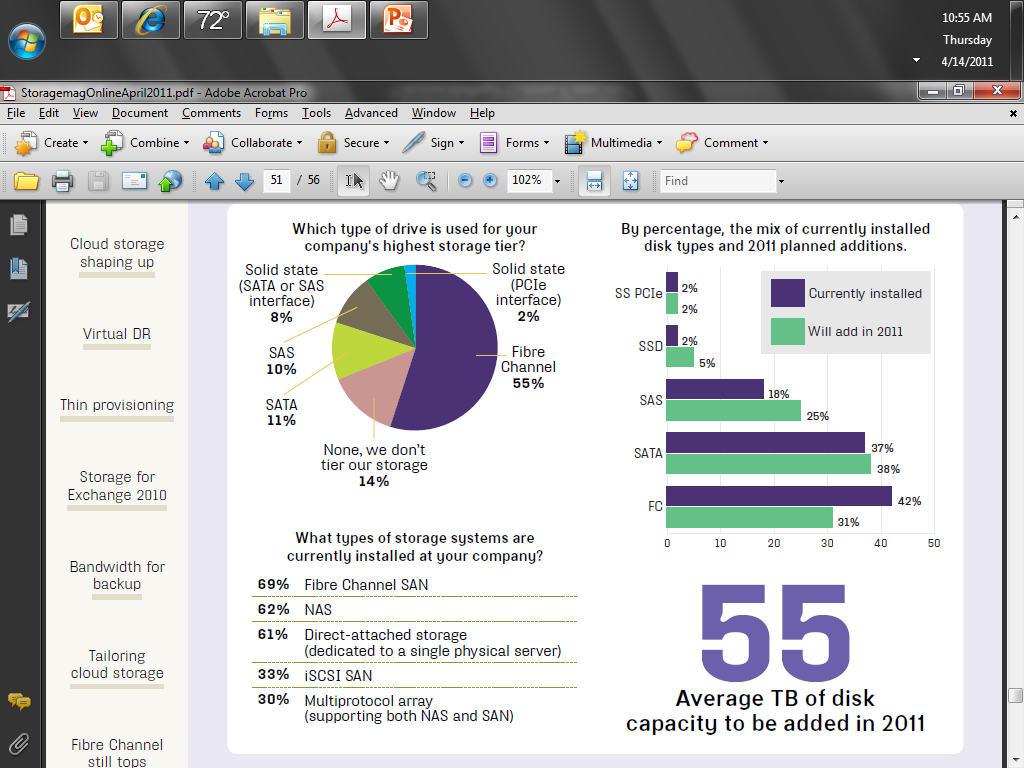 72°
10:55 AM
Thursday
4/14/2011
StoragemagOnlineApril2011.pdf - Adobe Acrobat Pro
File Edit View Document Comments Forms Tools Advanced Window Help
Create Combine Collaborate Secure Sign Forms Multimedia Comment
51 / 56 102% Find
Cloud storage
shaping up
Virtual DR
Thin provisioning
Storage for
Exchange 2010
Bandwidth for
backup
Tailoring
cloud storage
Fibre Channel
still tops
Which type of drive is used for your
company's highest storage tier?
Solid state
(SATA or SAS
interface)
8%
Solid state
(PCIe
interface)
2%
SAS
10%
Fibre
Channel
55%
SATA
11%
None, we don't
tier our storage
14%
By percentage, the mix of currently installed
disk types and 2011 planned additions.
Currently installed
Will add in 2011
SS PCIe
2%
2%
SSD
2%
5%
SAS
18%
25%
SATA
37%
38%
FC
42%
31%
0 10 20 30 40 50
What types of storage systems are
currently installed at your company?
69% Fibre Channel SAN
62% NAS
61% Direct-attached storage
(dedicated to a single physical server)
33% iSCSI SAN
30% Multiprotocol array
(supporting both NAS and SAN)
55
Average TB of disk
capacity to be added in 2011